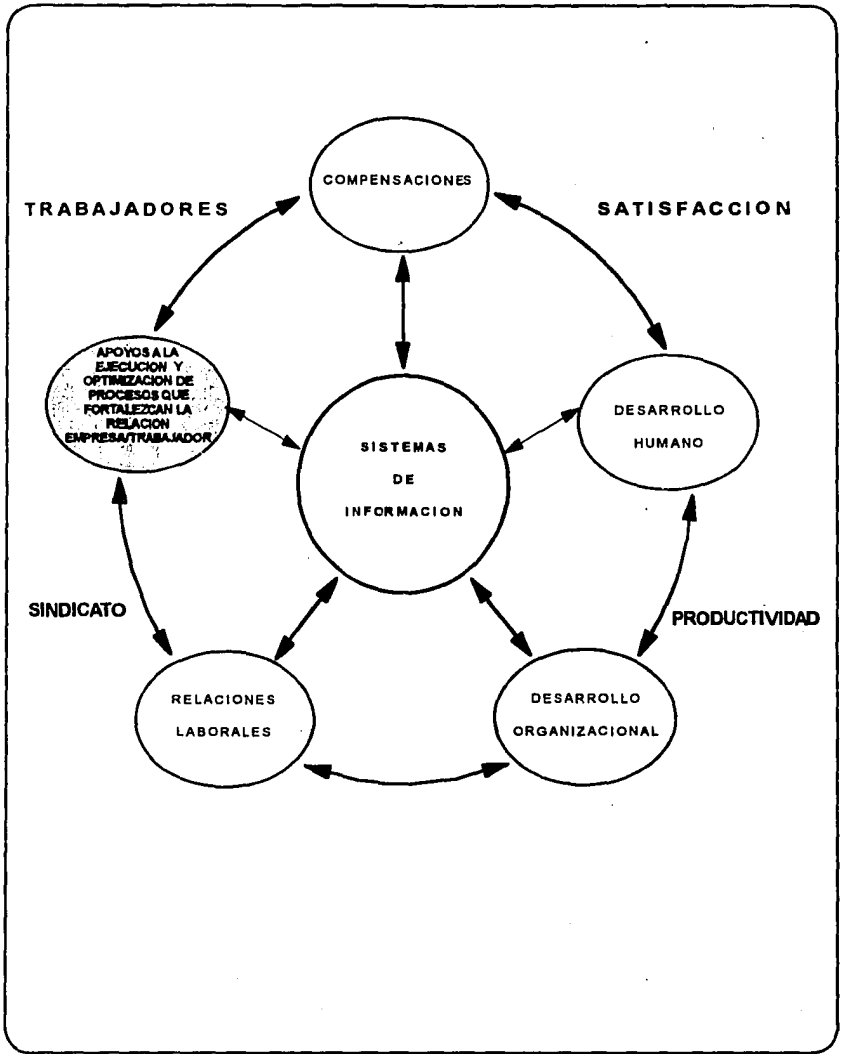 COMPENSACIONES
TRABAJADORES
SATISFACCION
APOYOS A LA
EJECUCION Y
OPTIMIZACION DE
PROCESOS QUE
FORTALEZCAN LA
RELACION
EMPRESA/TRABAJADOR
DESARROLLO
HUMANO
SISTEMAS
DE
INFORMACION
SINDICATO
PRODUCTIVIDAD
RELACIONES
LABORALES
DESARROLLO
ORGANIZACIONAL